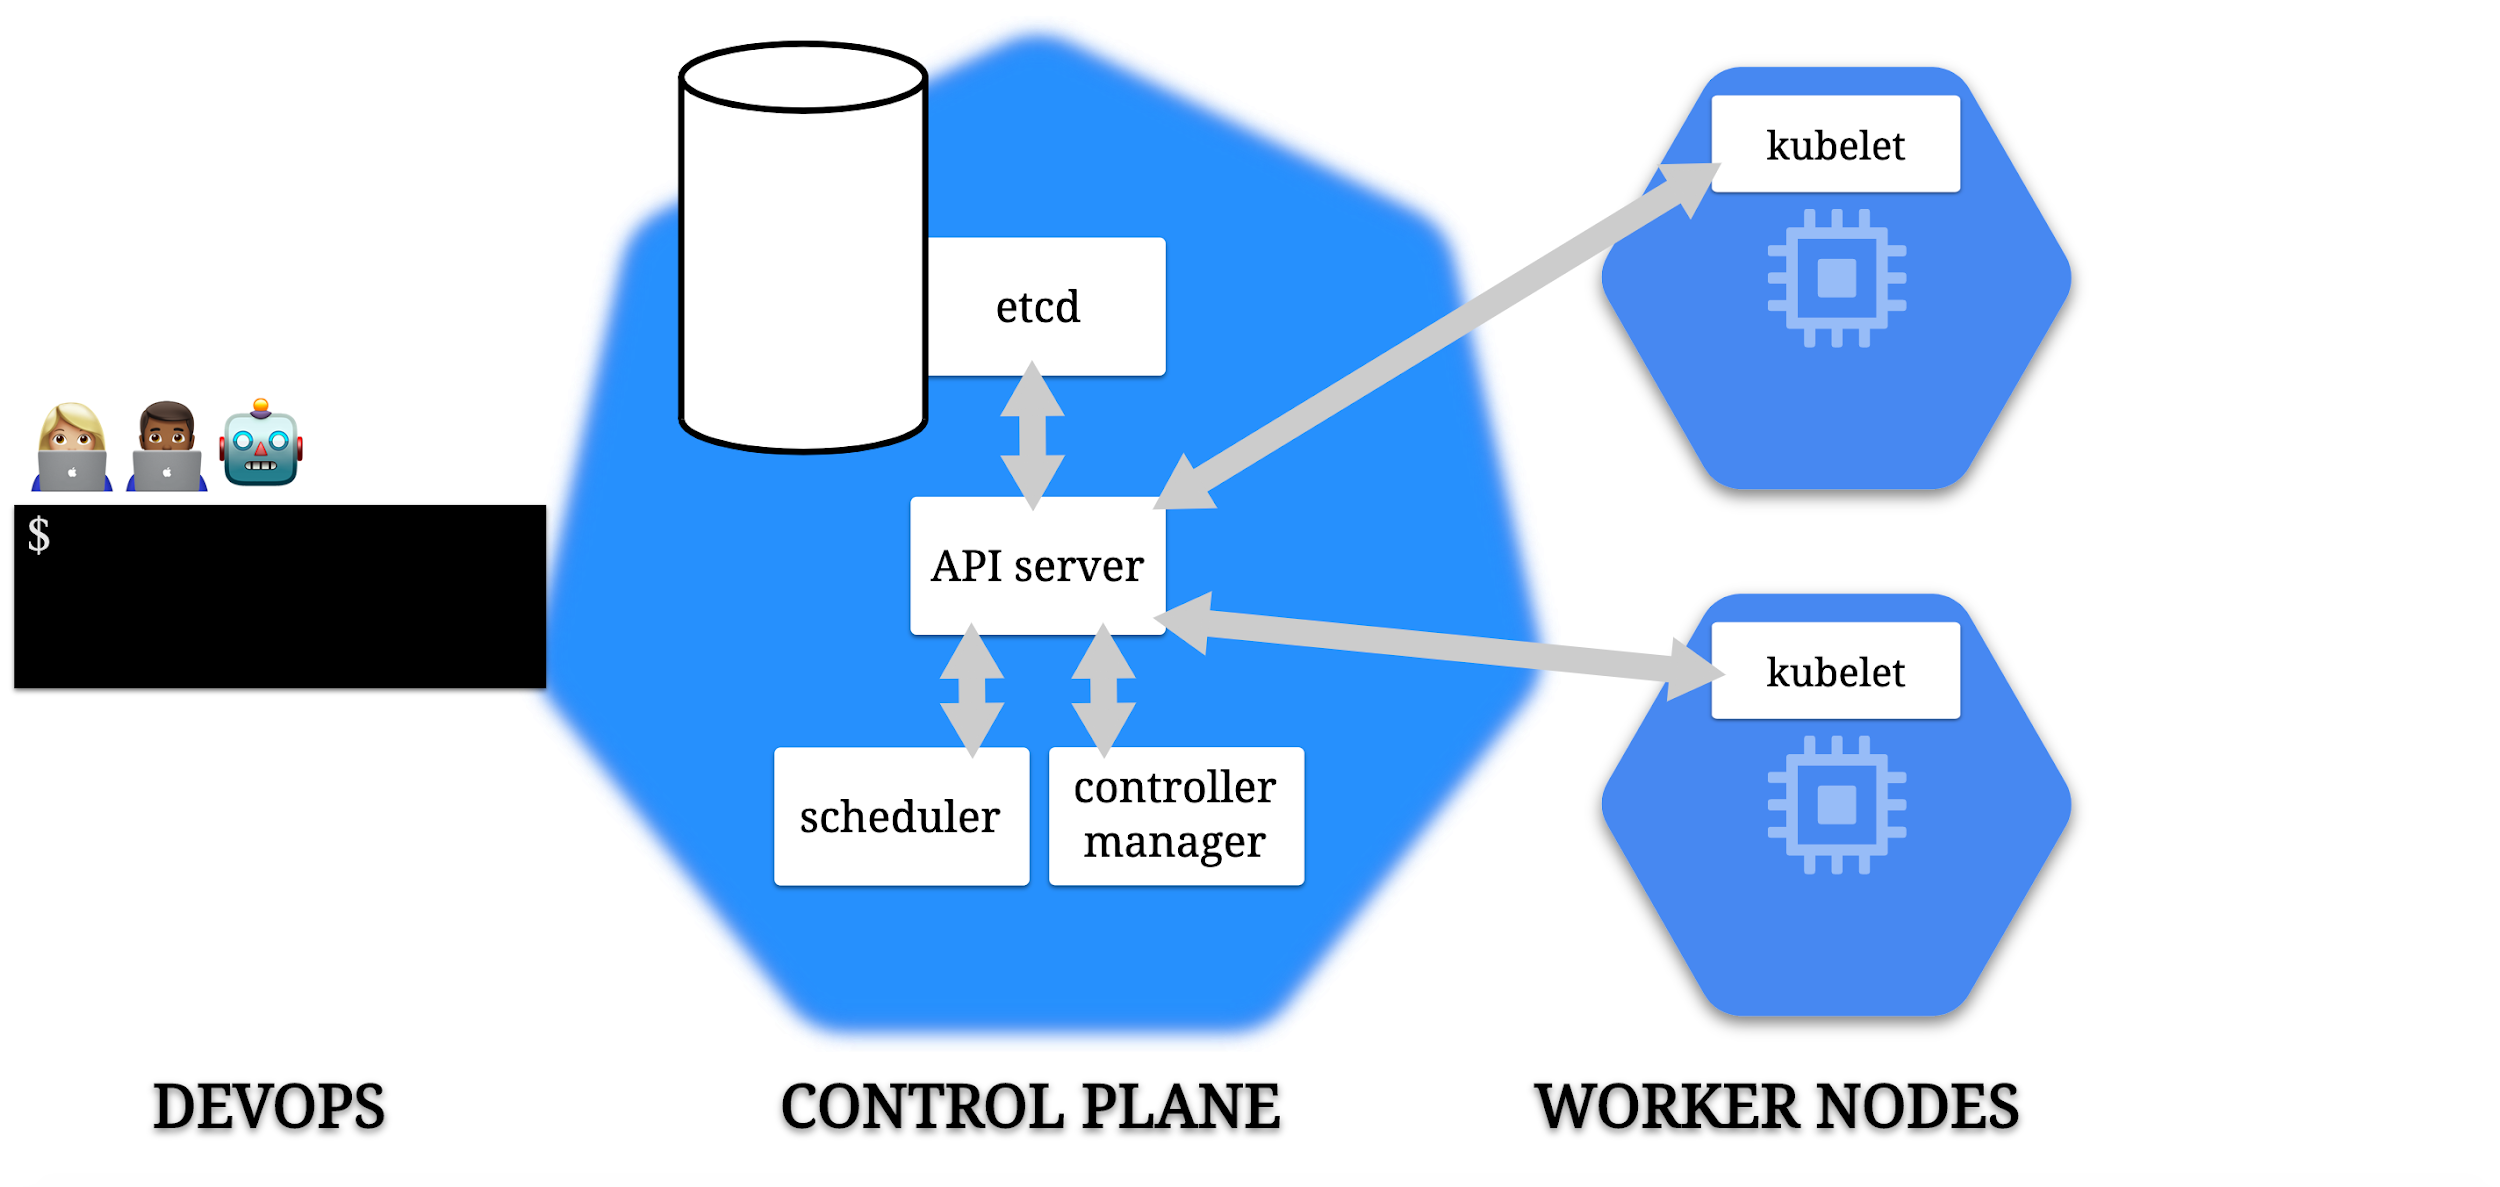 kubelet
etcd
$
API server
kubelet
scheduler
controller
manager
DEVOPS
CONTROL PLANE
WORKER NODES